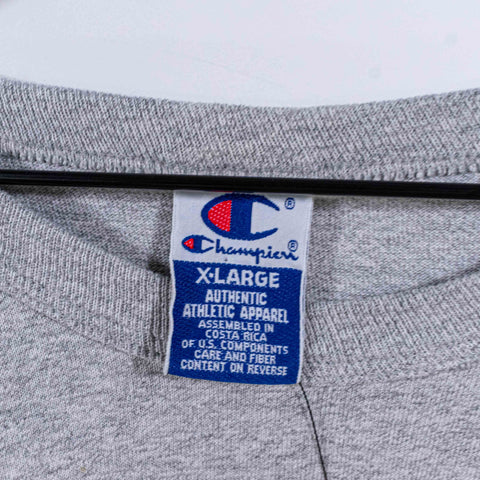 ®
Champion®
X-LARGE
AUTHENTIC
ATHLETIC APPAREL
ASSEMBLED IN
COSTA RICA
OF U.S. COMPONENTS
CARE AND FIBER
CONTENT ON REVERSE